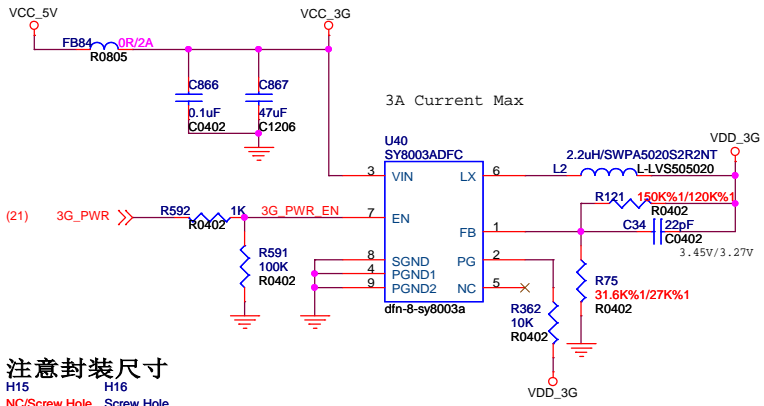 VCC_5V
VCC_3G
FB84 0R/2A
R0805
C866
0.1uF
C0402
C867
47uF
C1206
3A Current Max
U40
SY8003ADFC
3 VIN
LX 6
7 EN
FB 1
8 SGND
4 PGND1
9 PGND2
PG 2
NC 5
dfn-8-sy8003a
2.2uH/SWPA5020S2R2NT
L2 L-LVS505020
VDD_3G
R121 150K%1/120K%1
R0402
C34 22pF
C0402
3.45V/3.27V
R75
31.6K%1/27K%1
R0402
R362
10K
R0402
VDD_3G
(21) 3G_PWR
R592 1K
R0402
3G_PWR_EN
R591
100K
R0402
注意封装尺寸
H15 H16
NC/Screw Hole Screw Hole